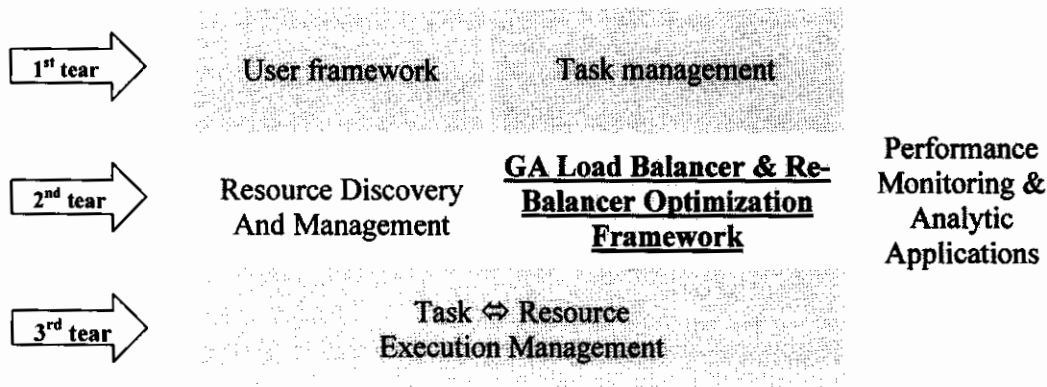 1st tear
User framework
Task management
2nd tear
Resource Discovery
And Management
GA Load Balancer & Re-
Balancer Optimization
Framework
Performance
Monitoring &
Analytic
Applications
3rd tear
Task ⇔ Resource
Execution Management